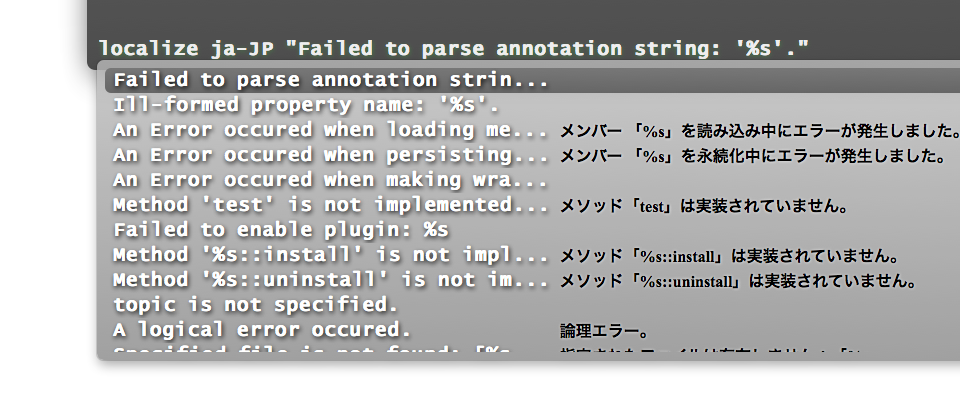 localize ja-JP "Failed to parse annotation string: '%s'."
Failed to parse annotation strin...
Ill-formed property name: '%s'.
An Error occured when loading me... メンバー「%s」を読み込み中にエラーが発生しました。
An Error occured when persisting... メンバー「%s」を永続化中にエラーが発生しました。
An Error occured when making wra...
Method 'test' is not implemented... メソッド「test」は実装されていません。
Failed to enable plugin: %s
Method '%s::install' is not impl... メソッド「%s::install」は実装されていません。
Method '%s::uninstall' is not im... メソッド「%s::uninstall」は実装されていません。
topic is not specified.
A logical error occured. 論理エラー。
Specified file is not found: